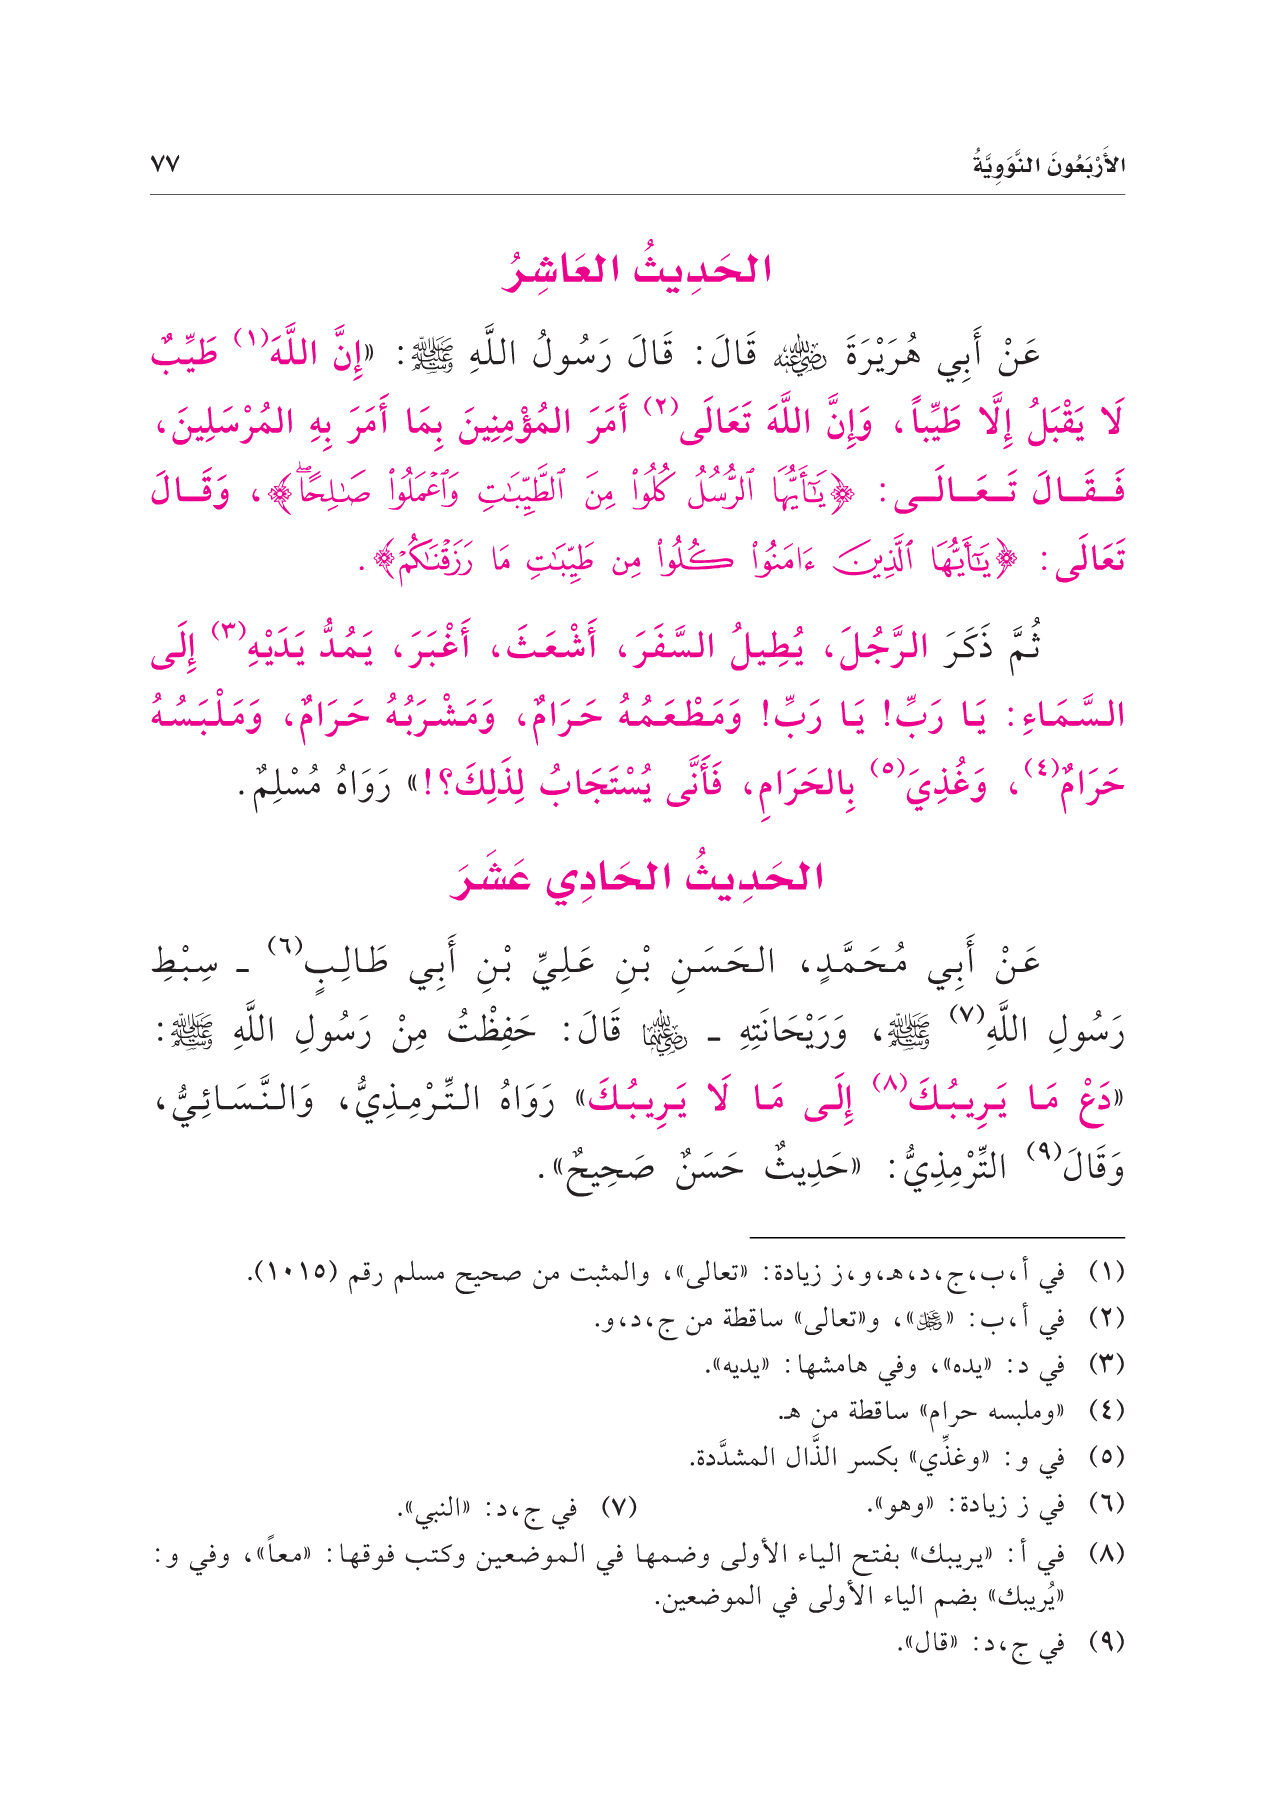 الأَرْبَعُونَ النَّوَوِيَّةُ ٧٧
الحَدِيثُ العَاشِرُ
عَنْ أَبِي هُرَيْرَةَ رضي الله عنه قَالَ: قَالَ رَسُولُ اللَّهِ ﷺ: «إِنَّ اللَّهَ(١) طَيِّبٌ
لَا يَقْبَلُ إِلَّا طَيِّباً، وَإِنَّ اللَّهَ تَعَالَى(٢) أَمَرَ المُؤْمِنِينَ بِمَا أَمَرَ بِهِ المُرْسَلِينَ،
فَقَالَ تَعَالَى: ﴿يَٰٓأَيُّهَا ٱلرُّسُلُ كُلُوا۟ مِنَ ٱلطَّيِّبَٰتِ وَٱعْمَلُوا۟ صَٰلِحًاۖ﴾، وَقَالَ
تَعَالَى: ﴿يَٰٓأَيُّهَا ٱلَّذِينَ ءَامَنُوا۟ كُلُوا۟ مِن طَيِّبَٰتِ مَا رَزَقْنَٰكُمْ﴾.
ثُمَّ ذَكَرَ الرَّجُلَ، يُطِيلُ السَّفَرَ، أَشْعَثَ، أَغْبَرَ، يَمُدُّ يَدَيْهِ(٣) إِلَى
السَّمَاءِ: يَا رَبِّ! يَا رَبِّ! وَمَطْعَمُهُ حَرَامٌ، وَمَشْرَبُهُ حَرَامٌ، وَمَلْبَسُهُ
حَرَامٌ(٤)، وَغُذِيَ(٥) بِالحَرَامِ، فَأَنَّى يُسْتَجَابُ لِذَلِكَ؟!» رَوَاهُ مُسْلِمٌ.
الحَدِيثُ الحَادِي عَشَرَ
عَنْ أَبِي مُحَمَّدٍ، الحَسَنِ بْنِ عَلِيِّ بْنِ أَبِي طَالِبٍ(٦) ـ سِبْطِ
رَسُولِ اللَّهِ(٧) ﷺ، وَرَيْحَانَتِهِ ـ رضي الله عنهما قَالَ: حَفِظْتُ مِنْ رَسُولِ اللَّهِ ﷺ:
«دَعْ مَا يَرِيبُكَ(٨) إِلَى مَا لَا يَرِيبُكَ» رَوَاهُ التِّرْمِذِيُّ، وَالنَّسَائِيُّ،
وَقَالَ(٩) التِّرْمِذِيُّ: «حَدِيثٌ حَسَنٌ صَحِيحٌ».
(١) في أ،ب،ج،د،هـ،و،ز زيادة: «تعالى»، والمثبت من صحيح مسلم رقم (١٠١٥).
(٢) في أ،ب: «عز وجل»، و«تعالى» ساقطة من ج،د،و.
(٣) في د: «يده»، وفي هامشها: «يديه».
(٤) «وملبسه حرام» ساقطة من هـ.
(٥) في و: «وغذِّي» بكسر الذَّال المشدَّدة.
(٦) في ز زيادة: «وهو». (٧) في ج،د: «النبي».
(٨) في أ: «يريبك» بفتح الياء الأولى وضمها في الموضعين وكتب فوقها: «معاً»، وفي و:
«يُريبك» بضم الياء الأولى في الموضعين.
(٩) في ج،د: «قال».